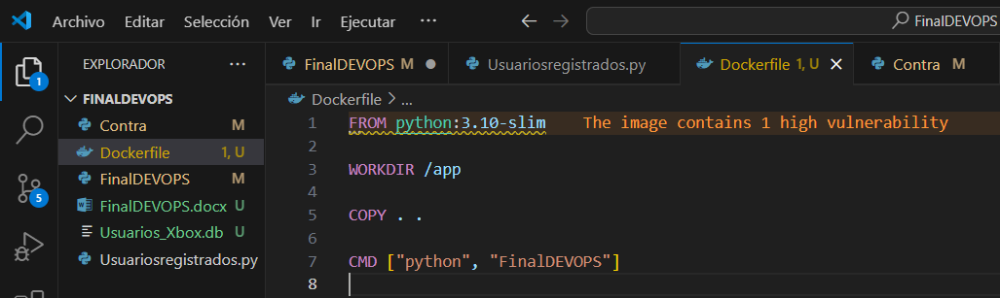 Archivo Editar Selección Ver Ir Ejecutar ··· FinalDEVOPS
EXPLORADOR ···
FINALDEVOPS
Contra M
Dockerfile 1, U
FinalDEVOPS M
FinalDEVOPS.docx U
Usuarios_Xbox.db U
Usuariosregistrados.py
1
5
FinalDEVOPS M
Usuariosregistrados.py
Dockerfile 1, U
Contra M
Dockerfile > ...
1 FROM python:3.10-slim The image contains 1 high vulnerability
2
3 WORKDIR /app
4
5 COPY . .
6
7 CMD ["python", "FinalDEVOPS"]
8